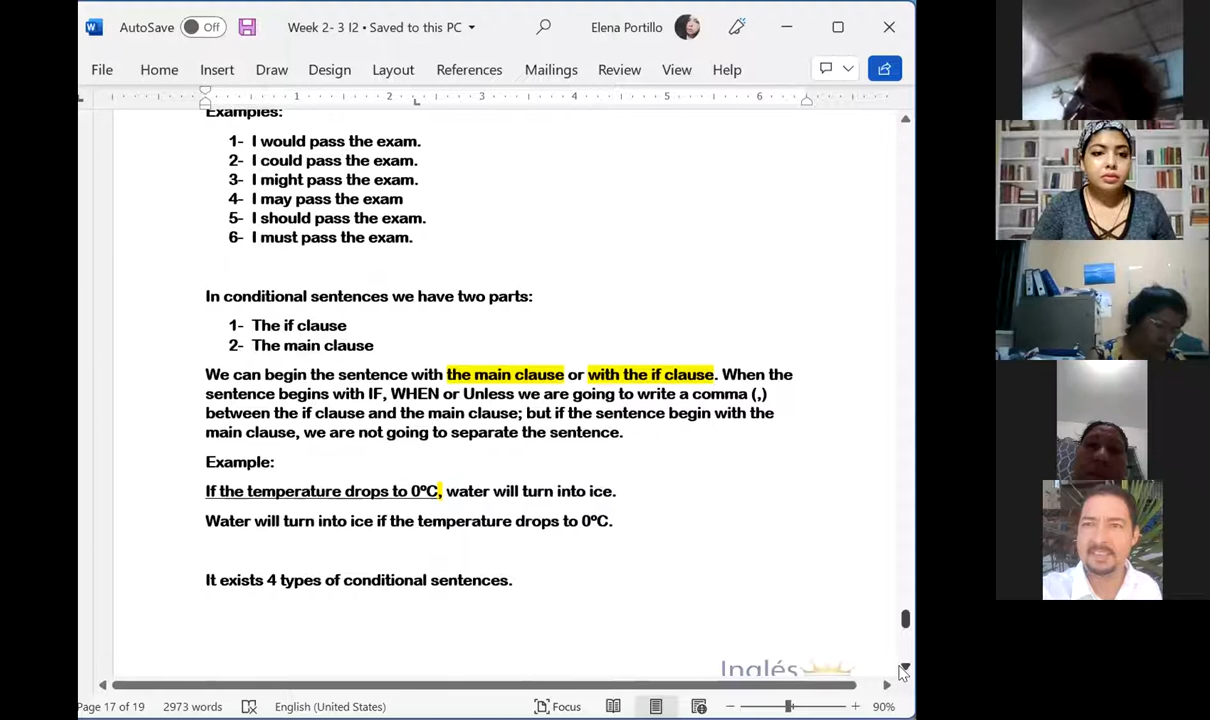 AutoSave Off Week 2- 3 I2 • Saved to this PC Elena Portillo
File Home Insert Draw Design Layout References Mailings Review View Help
1 2 3 4 5 6
Examples:
1- I would pass the exam.
2- I could pass the exam.
3- I might pass the exam.
4- I may pass the exam
5- I should pass the exam.
6- I must pass the exam.
In conditional sentences we have two parts:
1- The if clause
2- The main clause
We can begin the sentence with the main clause or with the if clause. When the
sentence begins with IF, WHEN or Unless we are going to write a comma (,)
between the if clause and the main clause; but if the sentence begin with the
main clause, we are not going to separate the sentence.
Example:
If the temperature drops to 0ºC, water will turn into ice.
Water will turn into ice if the temperature drops to 0ºC.
It exists 4 types of conditional sentences.
Inglés
Page 17 of 19 2973 words English (United States) Focus 90%